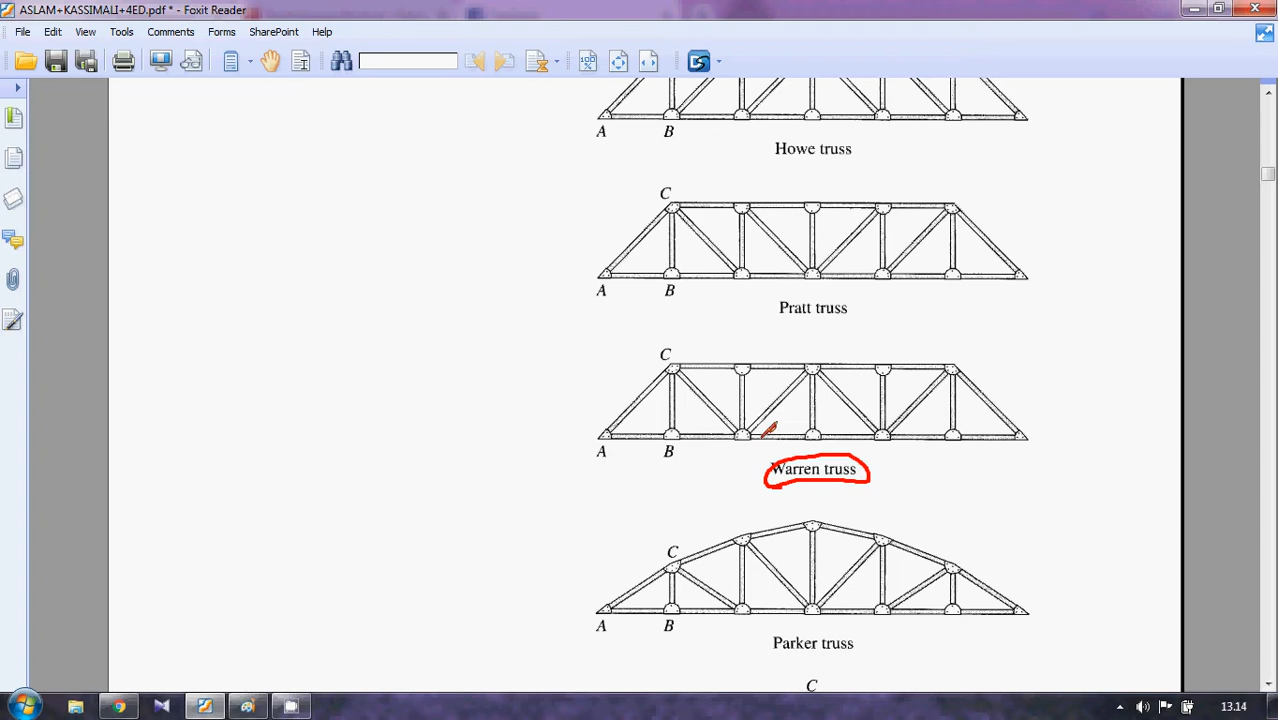 ASLAM+KASSIMALI+4ED.pdf * - Foxit Reader
File Edit View Tools Comments Forms SharePoint Help
A B
Howe truss
C
A B
Pratt truss
C
A B
Warren truss
C
A B
Parker truss
C
13.14